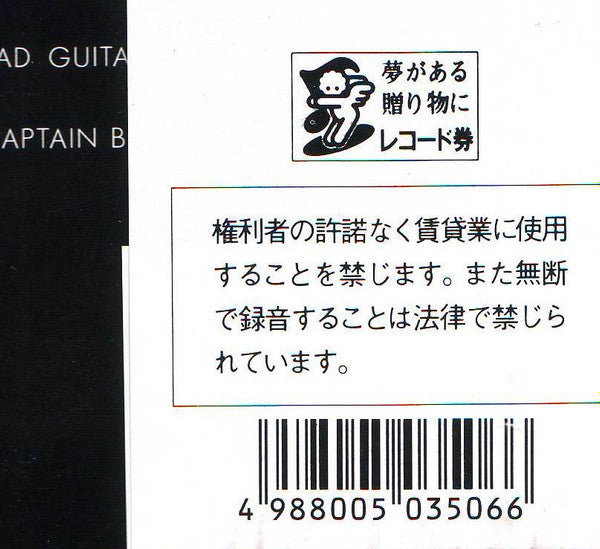 AD GUITA
APTAIN B
夢がある
贈り物に
レコード券
権利者の許諾なく賃貸業に使用
することを禁じます。また無断
で録音することは法律で禁じら
れています。
4 988005 035066